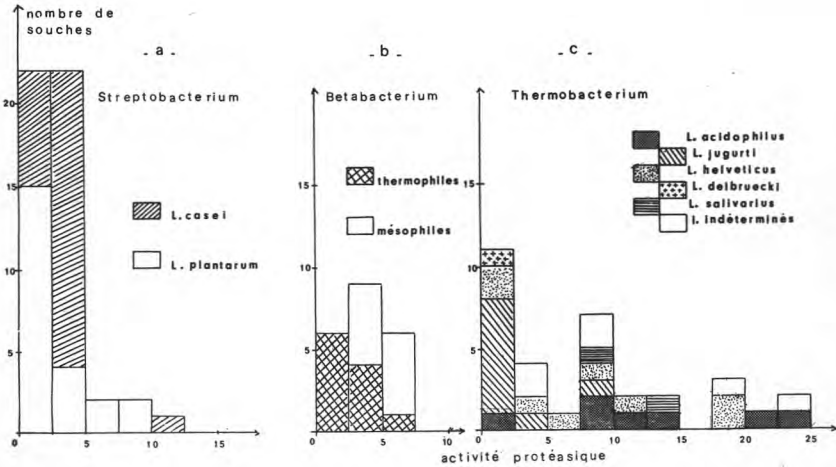 nombre de
souches
- a -
- b -
- c -
Streptobacterium
Betabacterium
Thermobacterium
L. acidophilus
L. jugurti
L. helveticus
L. delbruecki
L. salivarius
l. indéterminés
thermophiles
mésophiles
L. casei
L. plantarum
20
15
10
5
15
10
5
15
10
5
0 5 10 15
0 5 10
0 5 10 15 20 25
activité protéasique